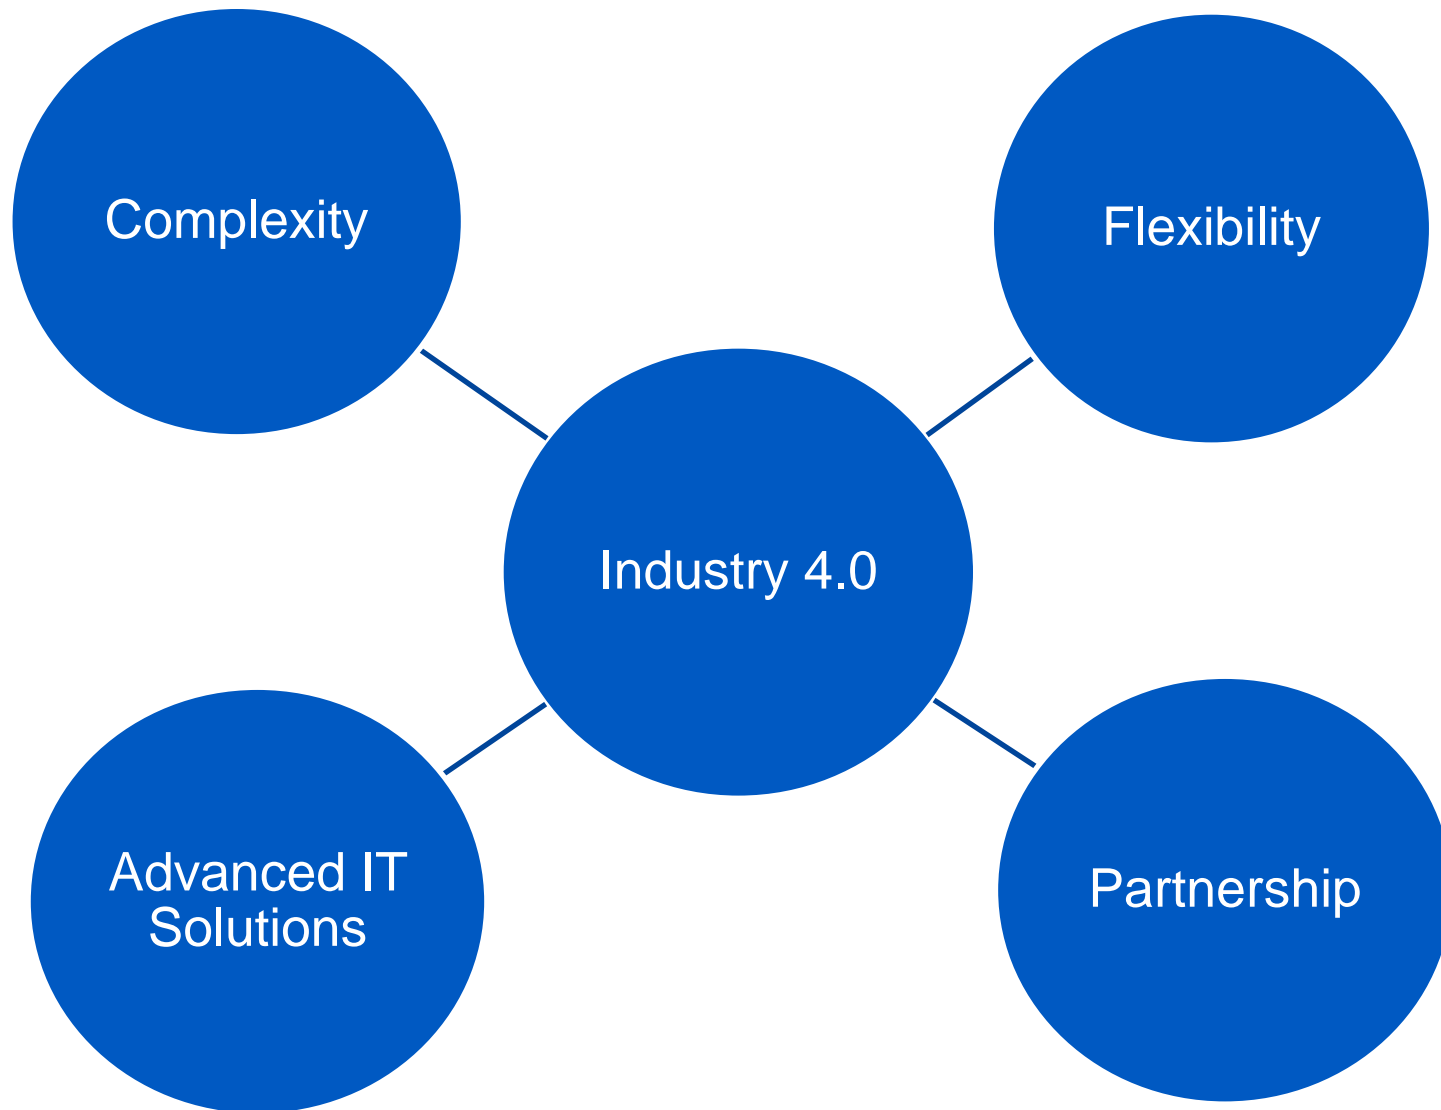 Complexity
Flexibility
Industry 4.0
Advanced IT
Solutions
Partnership